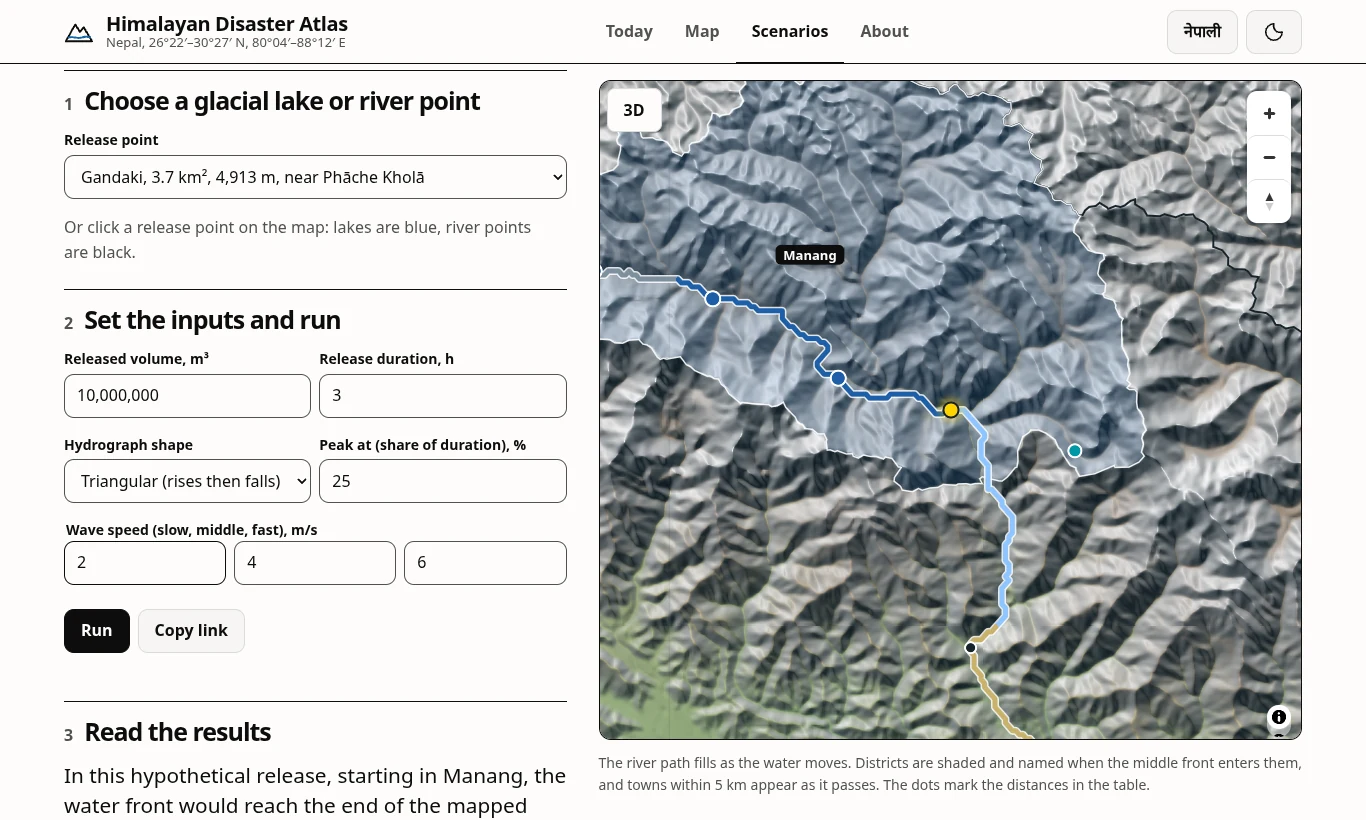 Himalayan Disaster Atlas
Nepal, 26°22′–30°27′ N, 80°04′–88°12′ E
Today
Map
Scenarios
About
नेपाली
1 Choose a glacial lake or river point
Release point
Gandaki, 3.7 km², 4,913 m, near Phāche Kholā
Or click a release point on the map: lakes are blue, river points
are black.
2 Set the inputs and run
Released volume, m³
Release duration, h
10,000,000
3
Hydrograph shape
Peak at (share of duration), %
Triangular (rises then falls)
25
Wave speed (slow, middle, fast), m/s
2
4
6
Run
Copy link
3 Read the results
In this hypothetical release, starting in Manang, the
water front would reach the end of the mapped
3D
Manang
The river path fills as the water moves. Districts are shaded and named when the middle front enters them,
and towns within 5 km appear as it passes. The dots mark the distances in the table.